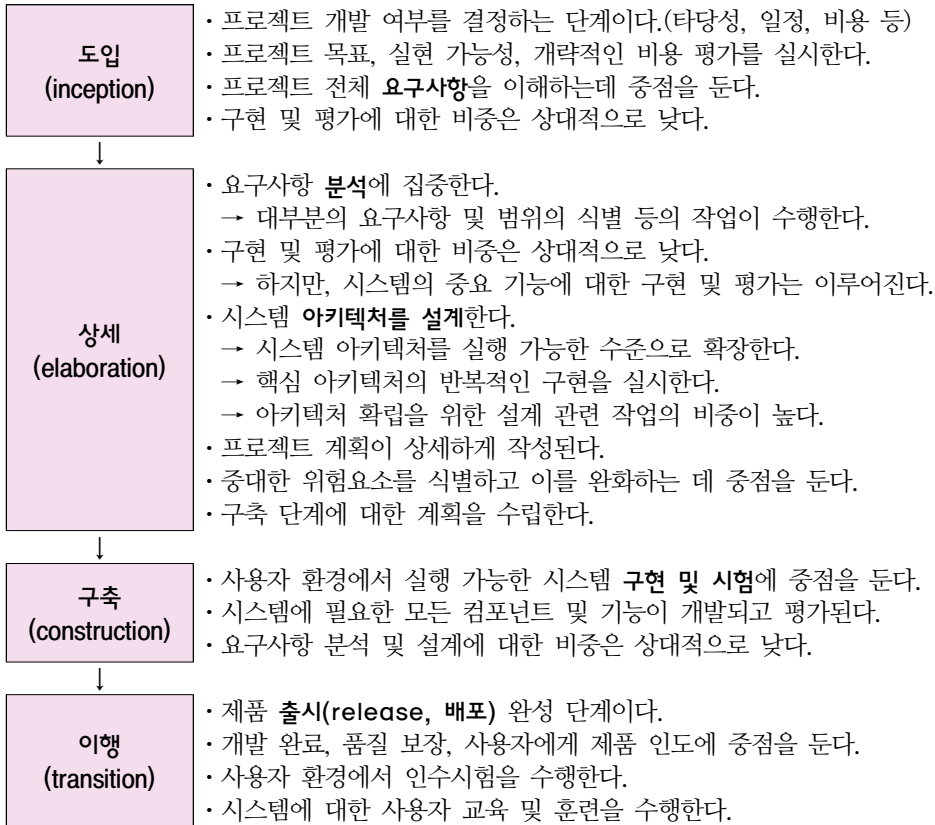 도입
(inception)
· 프로젝트 개발 여부를 결정하는 단계이다.(타당성, 일정, 비용 등)
· 프로젝트 목표, 실현 가능성, 개략적인 비용 평가를 실시한다.
· 프로젝트 전체 요구사항을 이해하는데 중점을 둔다.
· 구현 및 평가에 대한 비중은 상대적으로 낮다.
↓
상세
(elaboration)
· 요구사항 분석에 집중한다.
→ 대부분의 요구사항 및 범위의 식별 등의 작업이 수행한다.
· 구현 및 평가에 대한 비중은 상대적으로 낮다.
→ 하지만, 시스템의 중요 기능에 대한 구현 및 평가는 이루어진다.
· 시스템 아키텍처를 설계한다.
→ 시스템 아키텍처를 실행 가능한 수준으로 확장한다.
→ 핵심 아키텍처의 반복적인 구현을 실시한다.
→ 아키텍처 확립을 위한 설계 관련 작업의 비중이 높다.
· 프로젝트 계획이 상세하게 작성된다.
· 중대한 위험요소를 식별하고 이를 완화하는 데 중점을 둔다.
· 구축 단계에 대한 계획을 수립한다.
↓
구축
(construction)
· 사용자 환경에서 실행 가능한 시스템 구현 및 시험에 중점을 둔다.
· 시스템에 필요한 모든 컴포넌트 및 기능이 개발되고 평가된다.
· 요구사항 분석 및 설계에 대한 비중은 상대적으로 낮다.
↓
이행
(transition)
· 제품 출시(release, 배포) 완성 단계이다.
· 개발 완료, 품질 보장, 사용자에게 제품 인도에 중점을 둔다.
· 사용자 환경에서 인수시험을 수행한다.
· 시스템에 대한 사용자 교육 및 훈련을 수행한다.